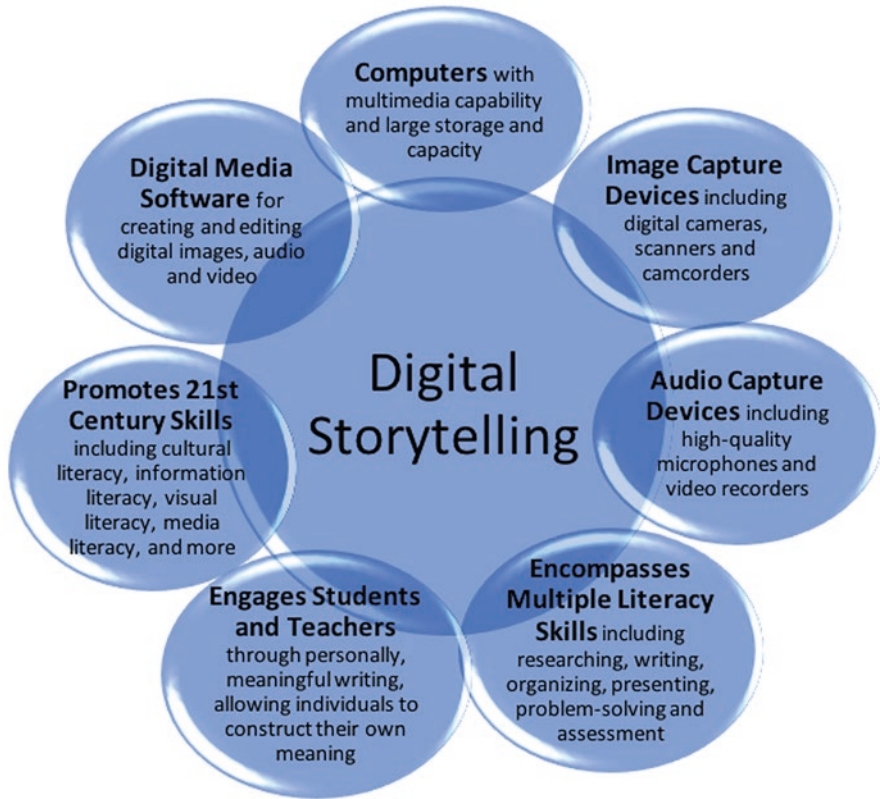 Computers with
multimedia capability
and large storage and
capacity
Image Capture
Devices including
digital cameras,
scanners and
camcorders
Audio Capture
Devices including
high-quality
microphones and
video recorders
Encompasses
Multiple Literacy
Skills including
researching, writing,
organizing, presenting,
problem-solving and
assessment
Engages Students
and Teachers
through personally,
meaningful writing,
allowing individuals to
construct their own
meaning
Promotes 21st
Century Skills
including cultural
literacy, information
literacy, visual
literacy, media
literacy, and more
Digital Media
Software for
creating and editing
digital images, audio
and video
Digital
Storytelling